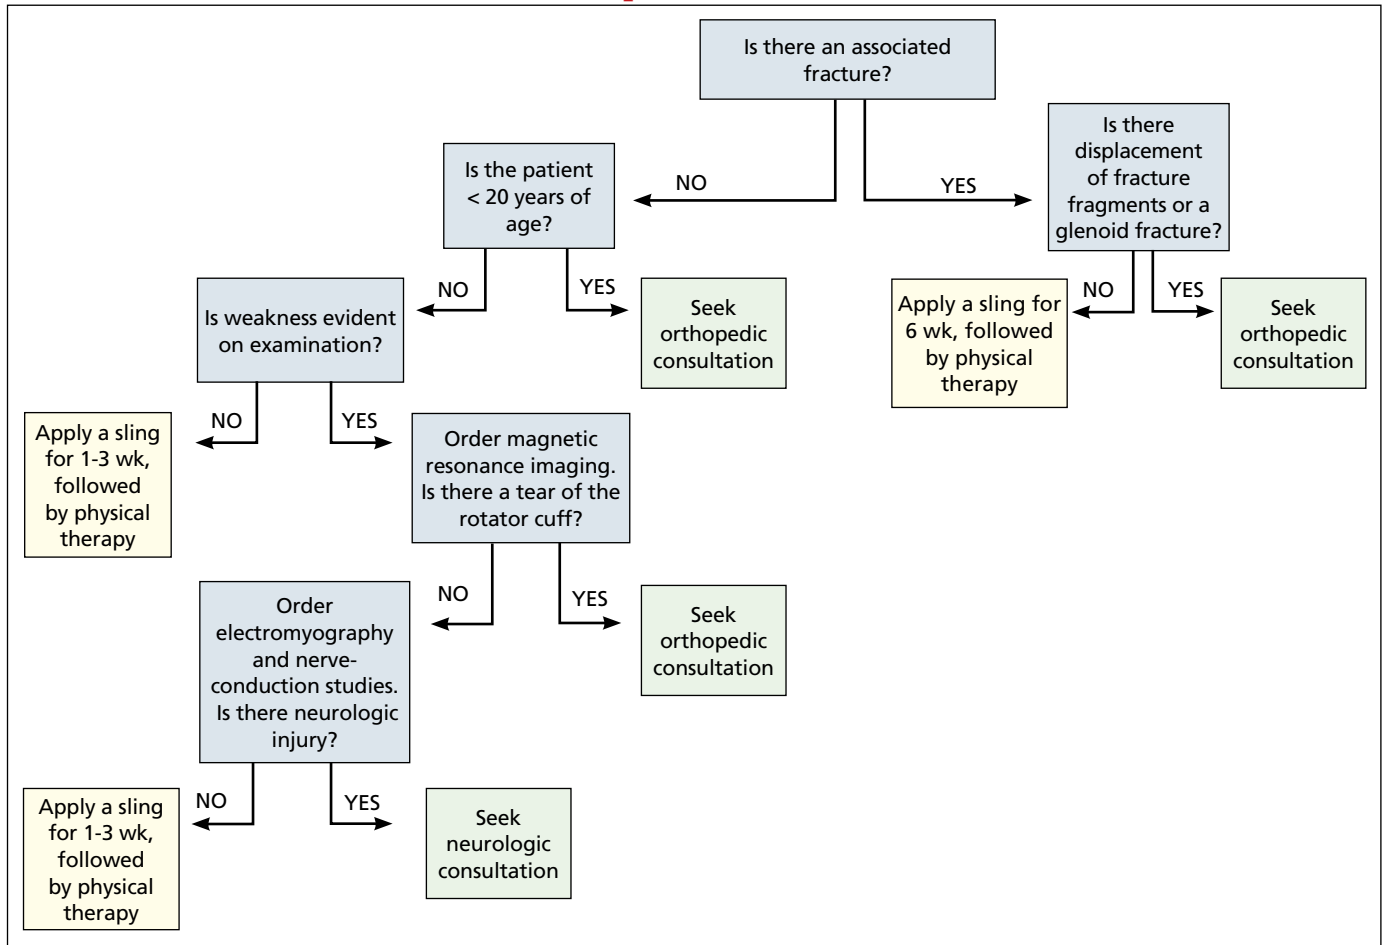 Is there an associated
fracture?
Is there
displacement
of fracture
fragments or a
glenoid fracture?
NO
YES
Is the patient
< 20 years of
age?
NO
YES
Seek
orthopedic
consultation
Apply a sling for
6 wk, followed
by physical
therapy
NO
YES
Seek
orthopedic
consultation
Is weakness evident
on examination?
NO
YES
Apply a sling
for 1-3 wk,
followed
by physical
therapy
Order magnetic
resonance imaging.
Is there a tear of the
rotator cuff?
NO
YES
Seek
orthopedic
consultation
Order
electromyography
and nerve-
conduction studies.
Is there neurologic
injury?
NO
YES
Apply a sling
for 1-3 wk,
followed
by physical
therapy
Seek
neurologic
consultation